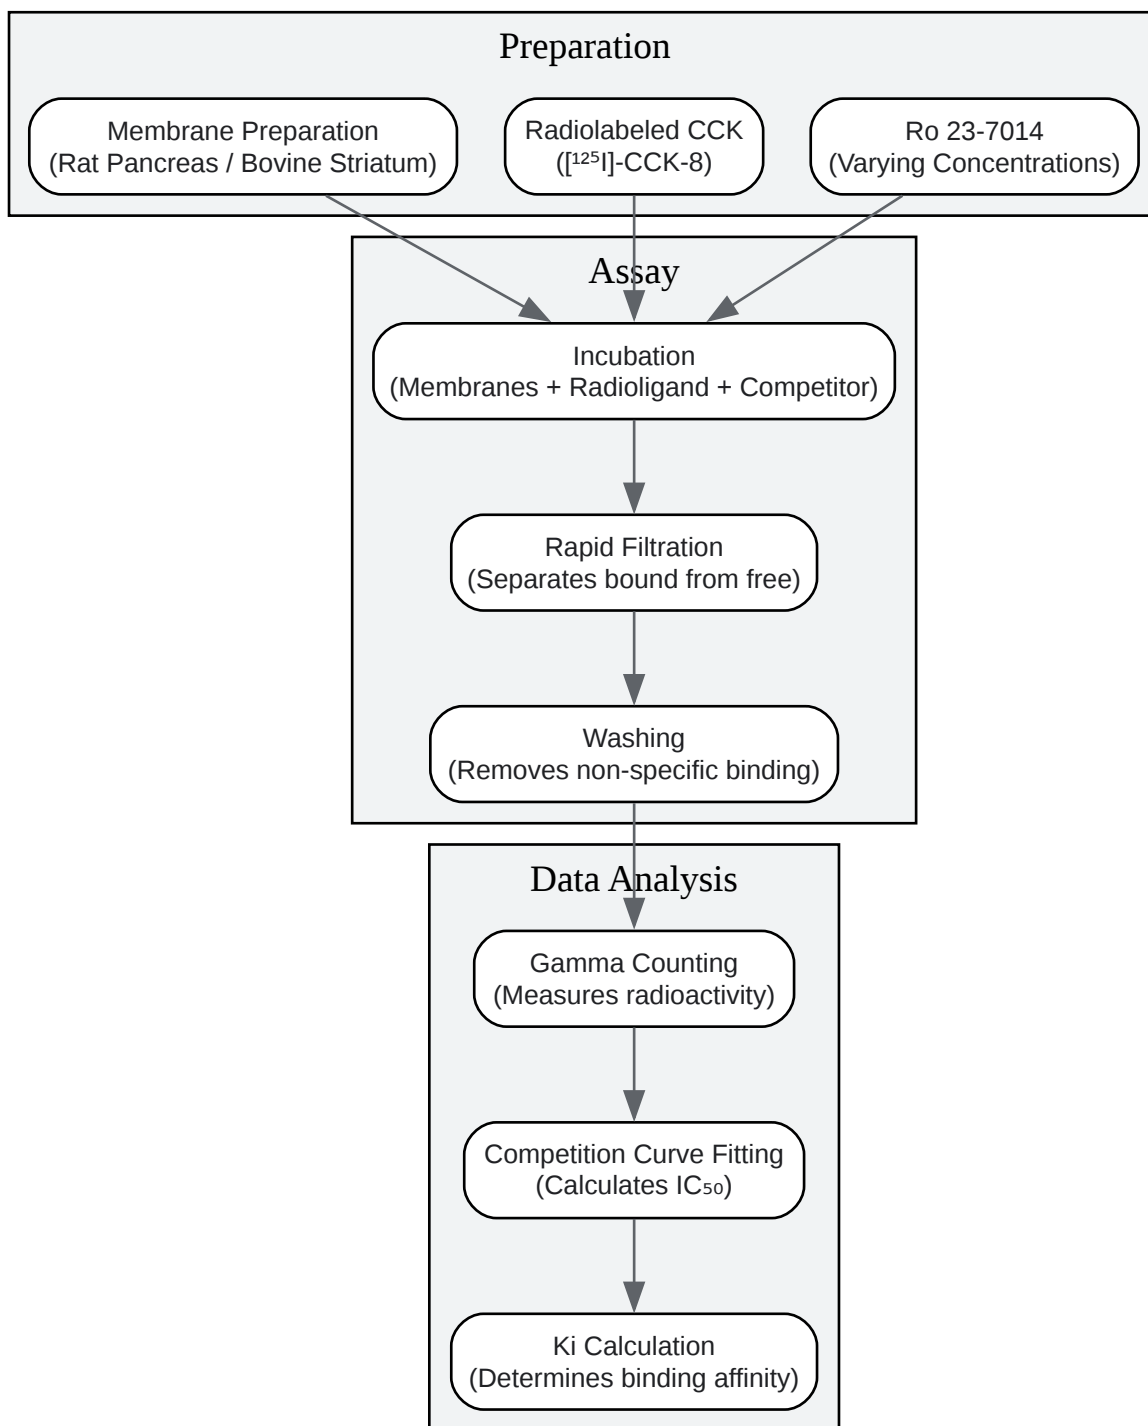 Preparation
Membrane Preparation
(Rat Pancreas / Bovine Striatum)
Radiolabeled CCK
([¹²⁵I]-CCK-8)
Ro 23-7014
(Varying Concentrations)
Assay
Incubation
(Membranes + Radioligand + Competitor)
Rapid Filtration
(Separates bound from free)
Washing
(Removes non-specific binding)
Data Analysis
Gamma Counting
(Measures radioactivity)
Competition Curve Fitting
(Calculates IC₅₀)
Ki Calculation
(Determines binding affinity)